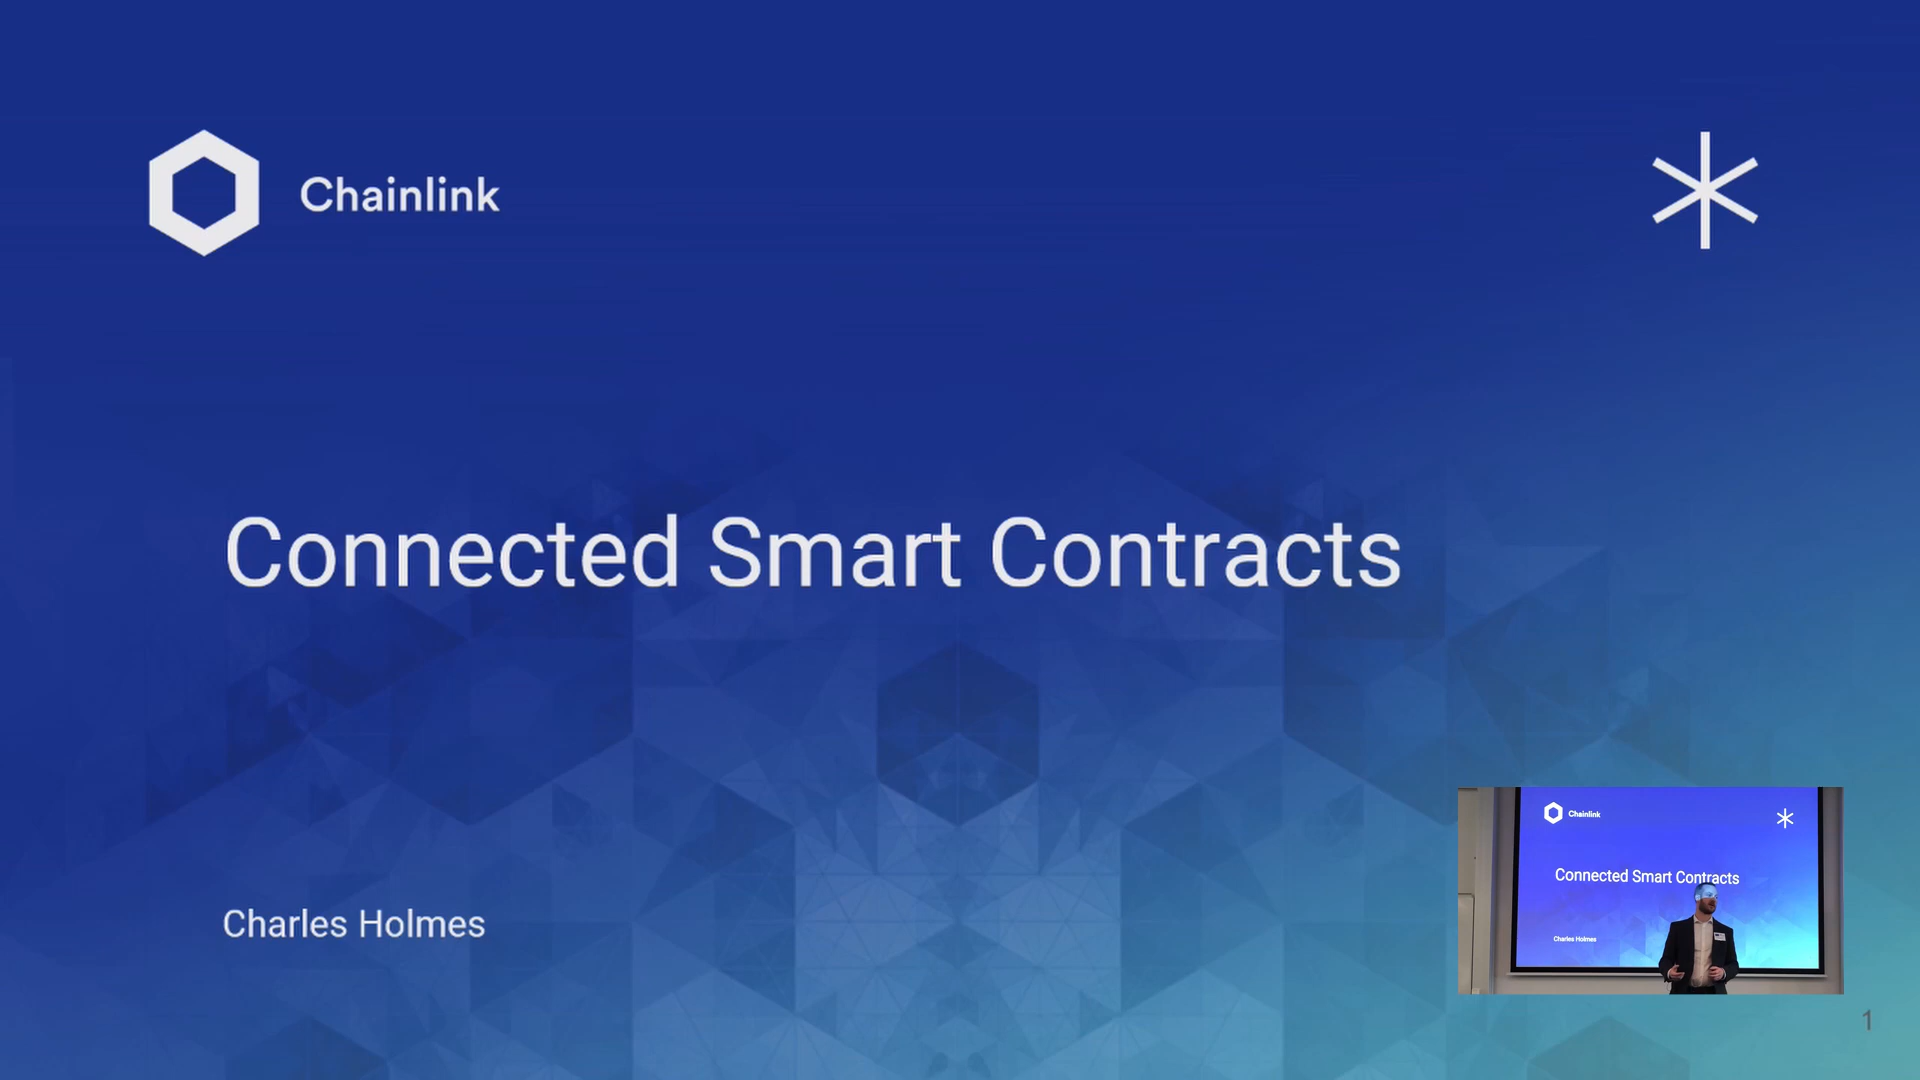 Chainlink
Connected Smart Contracts
Charles Holmes
Chainlink
Connected Smart Contracts
Charles Holmes
1